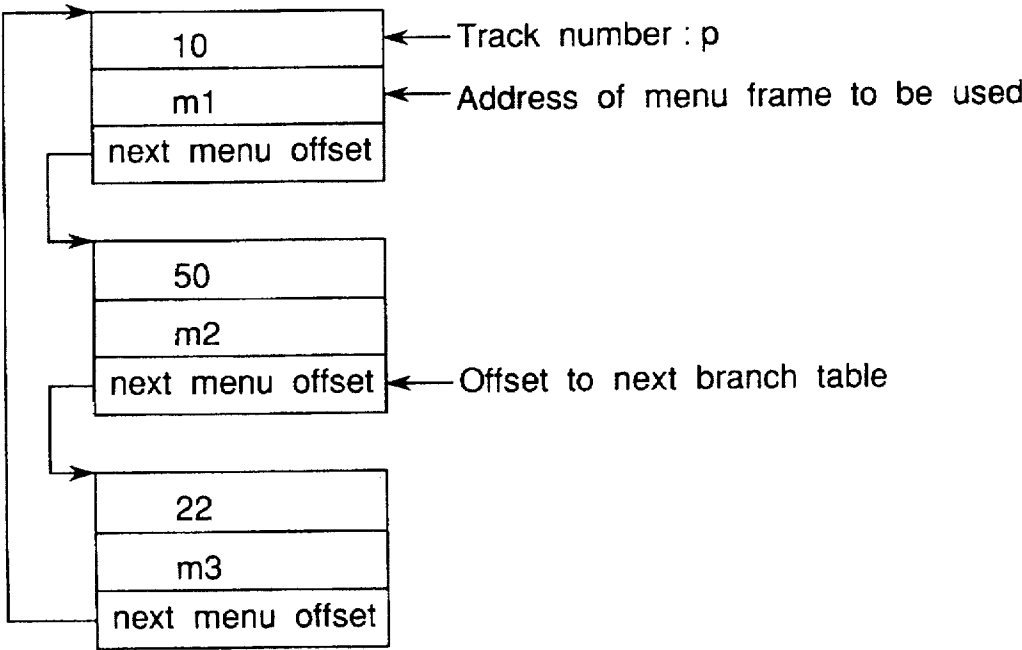 10
Track number : p
m1
Address of menu frame to be used
next menu offset
50
m2
next menu offset
Offset to next branch table
22
m3
next menu offset